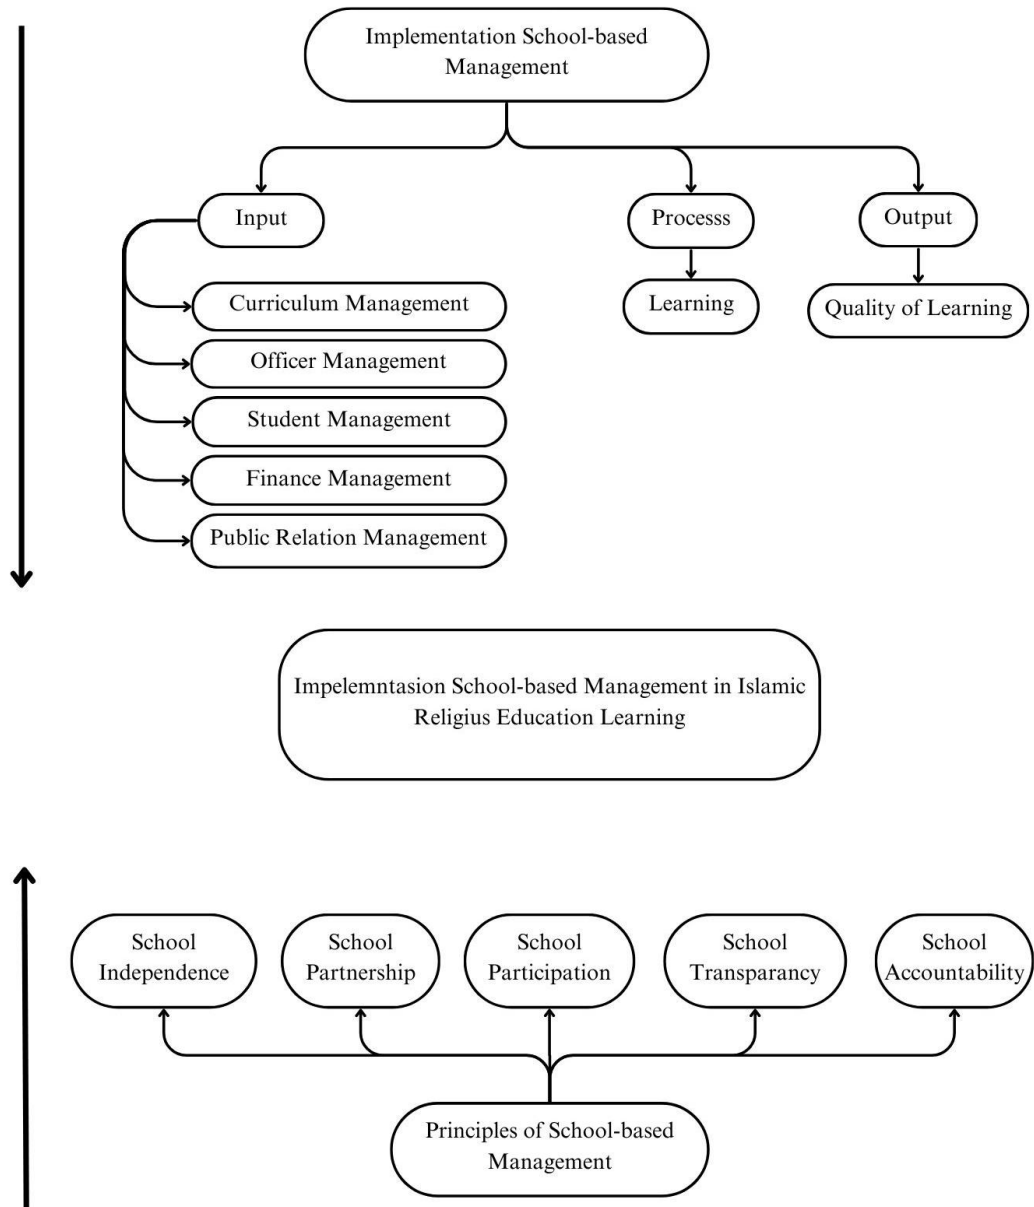 Implementation School-based
Management
Input
Processs
Output
Curriculum Management
Learning
Quality of Learning
Officer Management
Student Management
Finance Management
Public Relation Management
Impelemntasion School-based Management in Islamic
Religius Education Learning
School
Independence
School
Partnership
School
Participation
School
Transparancy
School
Accountability
Principles of School-based
Management